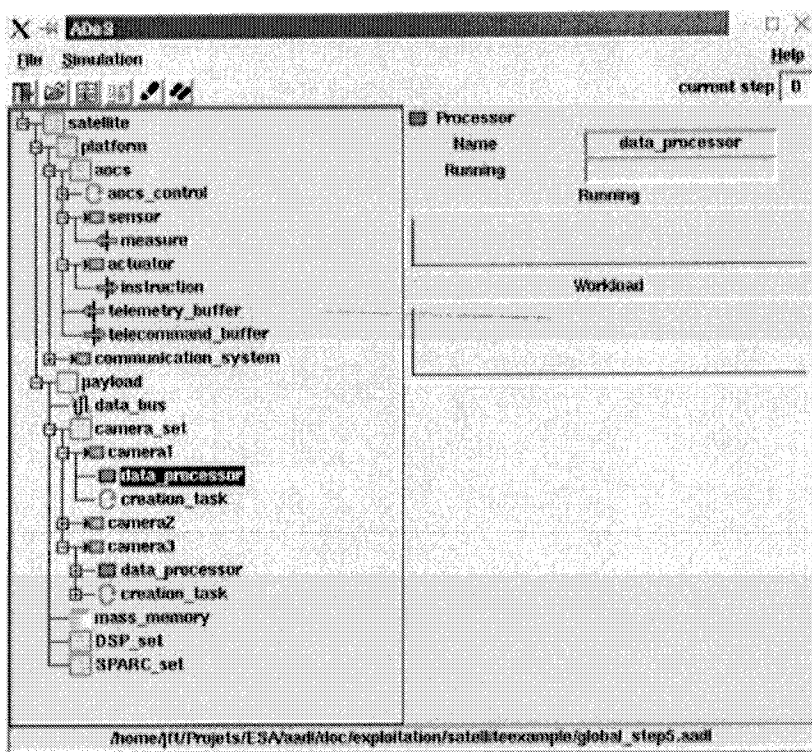 ADeS
File Simulation Help
current step 0
satellite
platform
aocs
aocs_control
sensor
measure
actuator
instruction
telemetry_buffer
telecommand_buffer
communication_system
payload
data_bus
camera_set
camera1
data_processor
creation_task
camera2
camera3
data_processor
creation_task
mass_memory
DSP_set
SPARC_set
Processor
Name data_processor
Running
Running
Workload
/home/jft/Projets/ESA/aadl/doc/exploitation/satelliteexample/global_step5.aadl